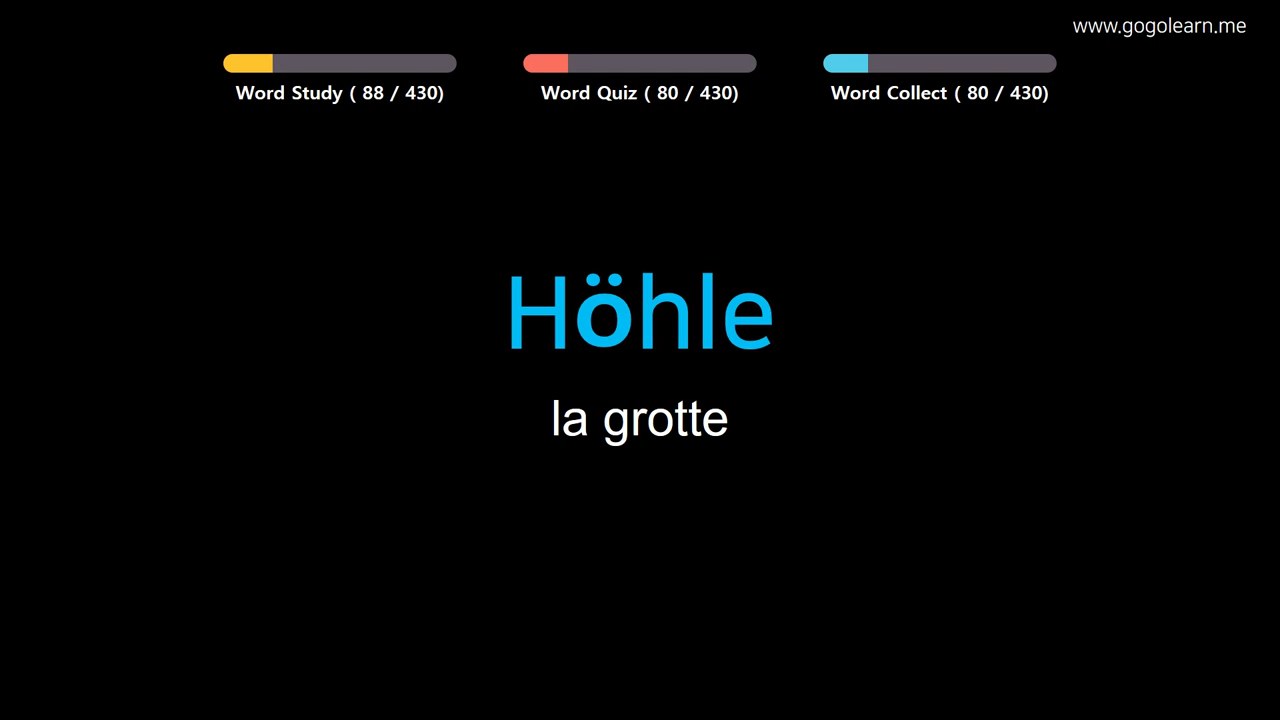 www.gogolearn.me
Word Study ( 88 / 430)
Word Quiz ( 80 / 430)
Word Collect ( 80 / 430)
Höhle
la grotte